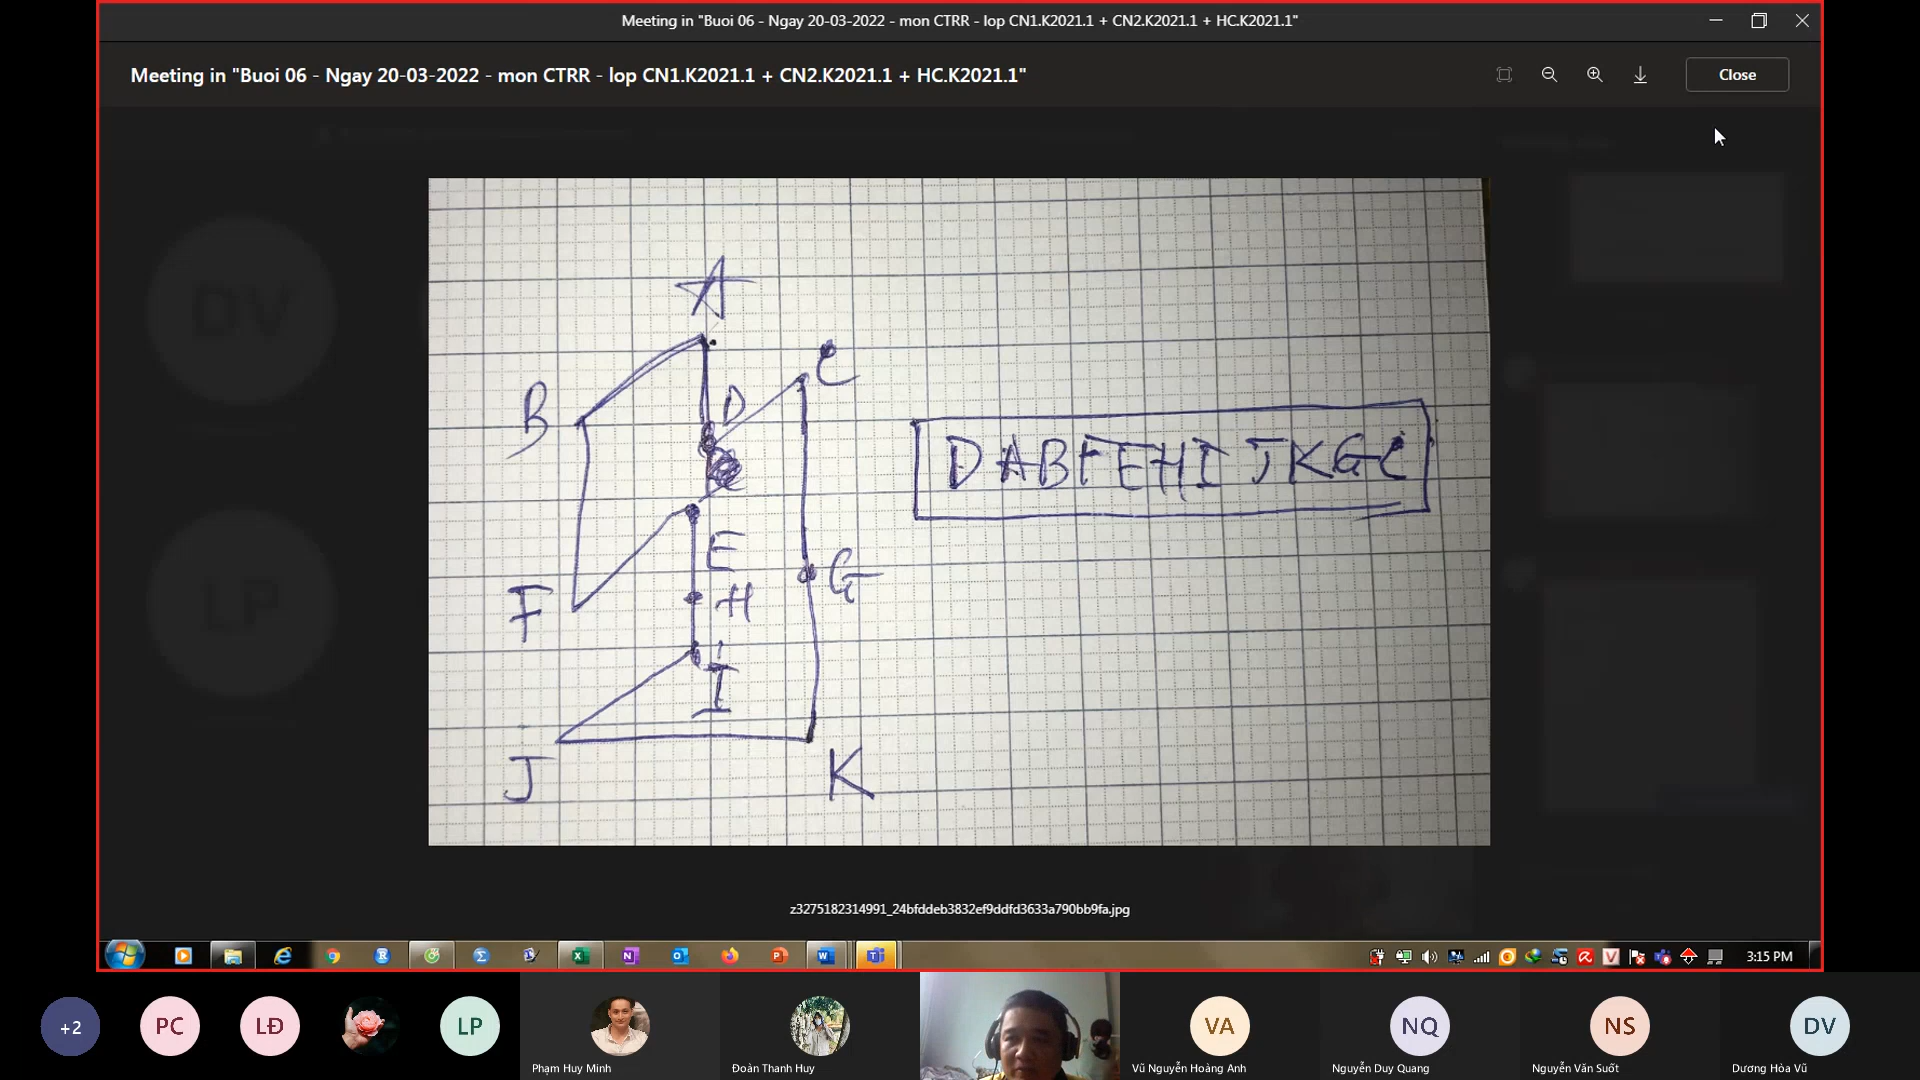 Meeting in "Buoi 06 - Ngay 20-03-2022 - mon CTRR - lop CN1.K2021.1 + CN2.K2021.1 + HC.K2021.1"
Meeting in "Buoi 06 - Ngay 20-03-2022 - mon CTRR - lop CN1.K2021.1 + CN2.K2021.1 + HC.K2021.1"
Close
DV
LP
A
C
B
D
DABFEHIJKGC
E
G
F
H
I
J
K
z3275182314991_24bfddeb3832ef9ddfd3633a790bb9fa.jpg
3:15 PM
+2
PC
LĐ
LP
VA
NQ
NS
DV
Phạm Huy Minh
Đoàn Thanh Huy
Vũ Nguyễn Hoàng Anh
Nguyễn Duy Quang
Nguyễn Văn Suốt
Dương Hòa Vũ